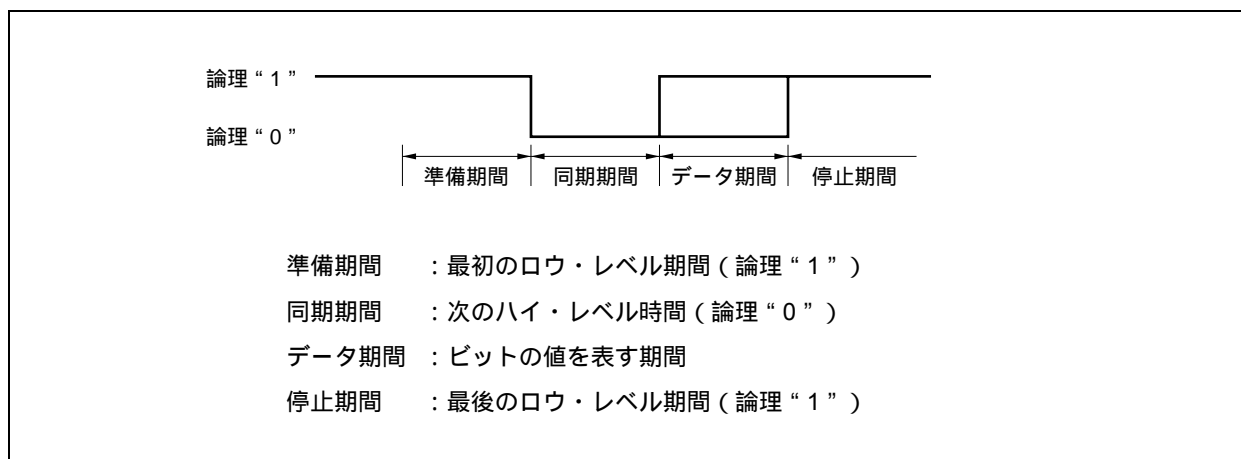 論理“1”
論理“0”
準備期間 同期期間 データ期間 停止期間
準備期間 :最初のロウ・レベル期間(論理“1”)
同期期間 :次のハイ・レベル時間(論理“0”)
データ期間 :ビットの値を表す期間
停止期間 :最後のロウ・レベル期間(論理“1”)